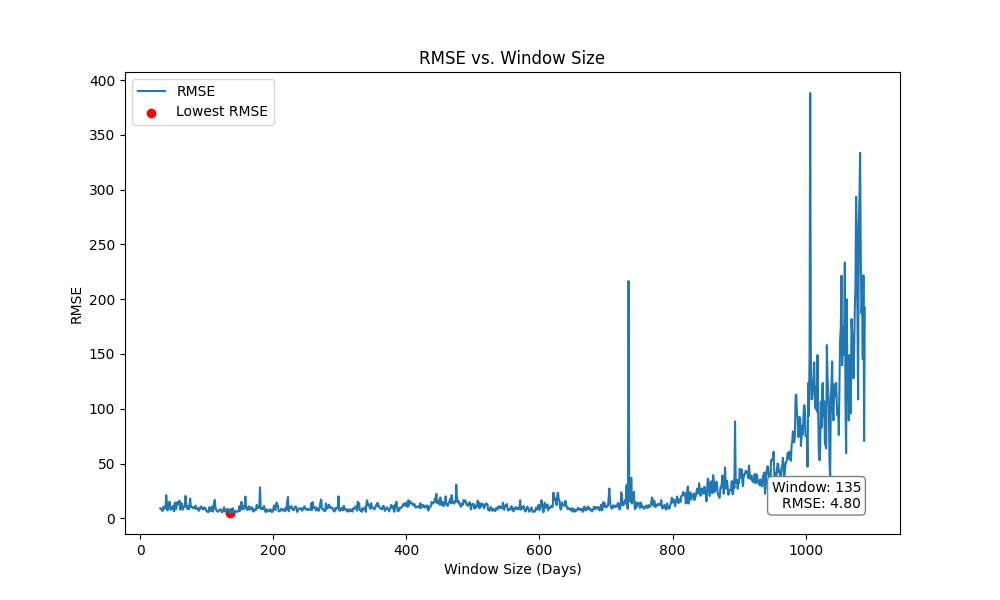 RMSE vs. Window Size
RMSE
Lowest RMSE
400
350
300
250
200
150
100
50
0
RMSE
Window: 135
RMSE: 4.80
0
200
400
600
800
1000
Window Size (Days)